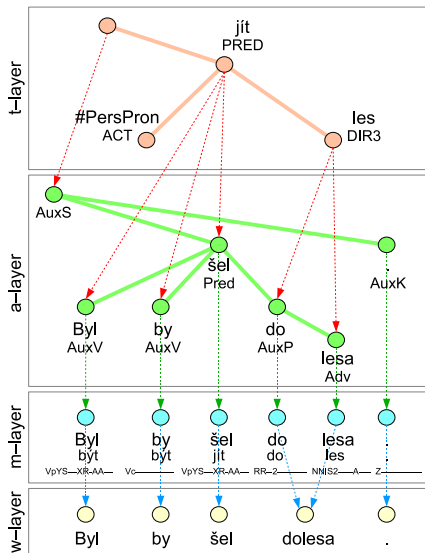 t-layer
jít
PRED
#PersPron
ACT
les
DIR3
a-layer
AuxS
šel
Pred
.
AuxK
Byl
AuxV
by
AuxV
do
AuxP
lesa
Adv
m-layer
Byl by šel do lesa .
být být jít do les .
VpYS---XR-AA--- Vc------------- VpYS---XR-AA--- RR--2---------- NNIS2-----A---- Z:-------------
w-layer
Byl by šel dolesa .